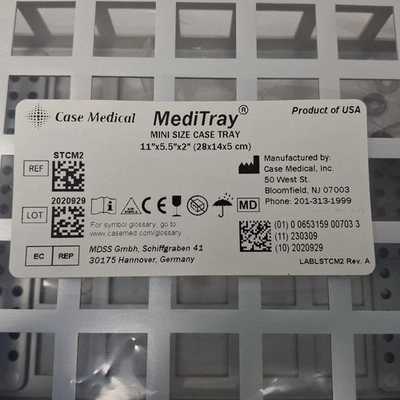 Case Medical
MediTray®
Product of USA
MINI SIZE CASE TRAY
11"x5.5"x2" (28x14x5 cm)
REF
STCM2
LOT
2020929
Manufactured by:
Case Medical, Inc.
50 West St.
Bloomfield, NJ 07003
Phone: 201-313-1999
CE
MD
For symbol glossary, go to
www.casemed.com/glossary
EC REP
MDSS Gmbh, Schiffgraben 41
30175 Hannover, Germany
(01) 0 0653159 00703 3
(11) 230309
(10) 2020929
LABLSTCM2 Rev. A